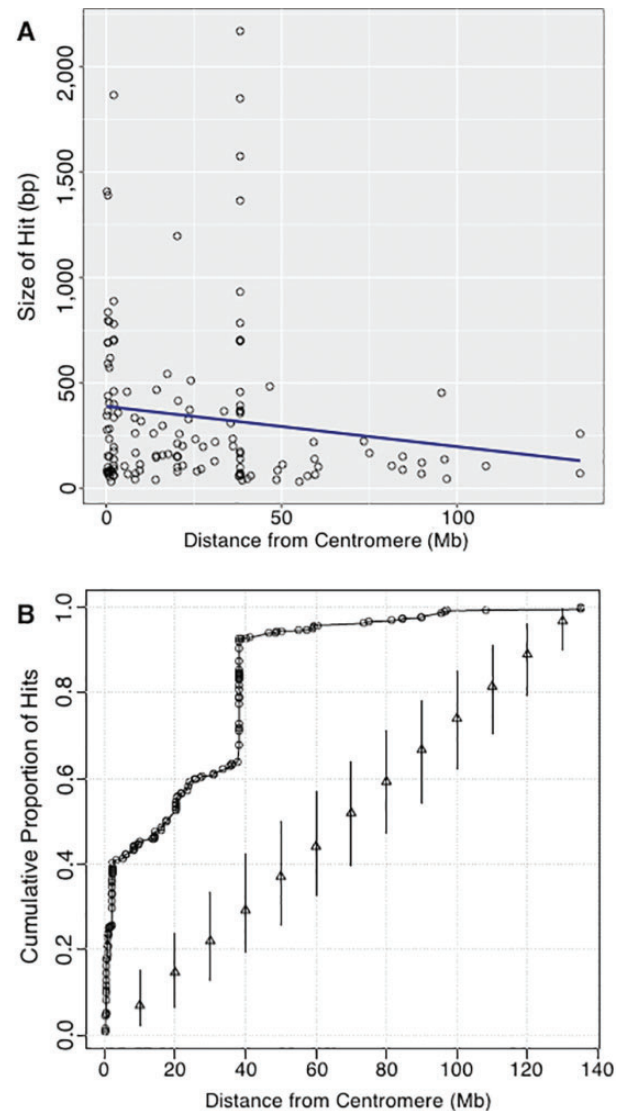 A
2,000
1,500
1,000
500
0
Size of Hit (bp)
0 50 100
Distance from Centromere (Mb)
B
1.0
0.8
0.6
0.4
0.2
0.0
Cumulative Proportion of Hits
0 20 40 60 80 100 120 140
Distance from Centromere (Mb)